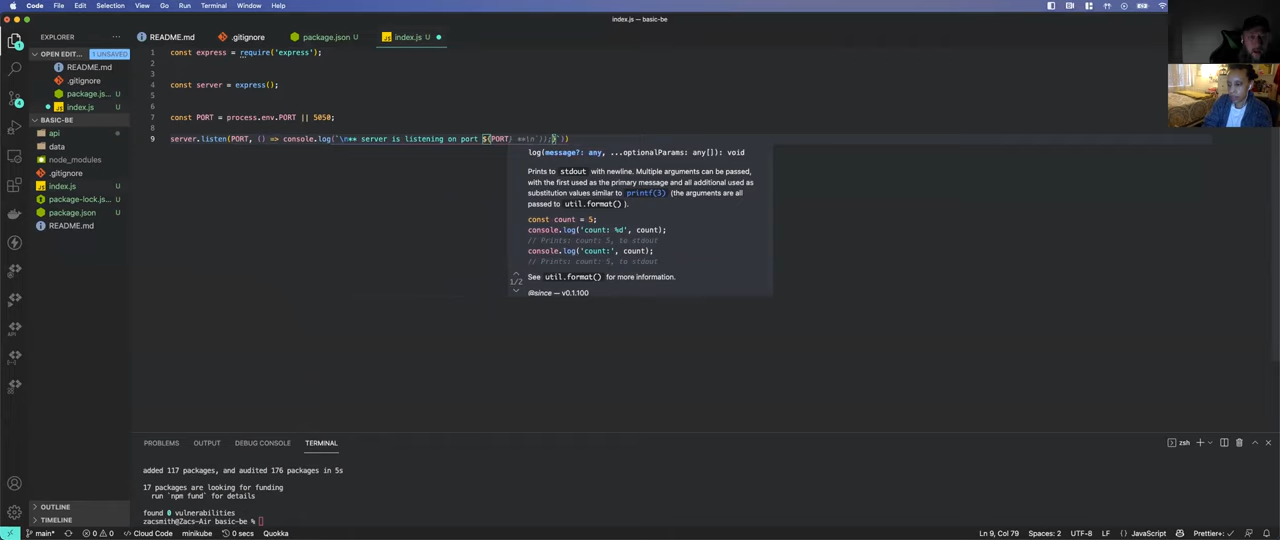 Code File Edit Selection View Go Run Terminal Window Help
index.js — basic-be
EXPLORER
README.md .gitignore package.json U index.js U
OPEN EDIT... 1 UNSAVED
README.md
.gitignore
package.js... U
index.js U
BASIC-BE
api
data
node_modules
.gitignore
index.js U
package-lock.js... U
package.json U
README.md
1 const express = require('express');
2
3
4 const server = express();
5
6
7 const PORT = process.env.PORT || 5050;
8
9 server.listen(PORT, () => console.log(`\n** server is listening on port ${PORT} **in`));}`))
log(message?: any, ...optionalParams: any[]): void
Prints to stdout with newline. Multiple arguments can be passed,
with the first used as the primary message and all additional used as
substitution values similar to printf(3) (the arguments are all
passed to util.format() ).
const count = 5;
console.log('count: %d', count);
// Prints: count: 5, to stdout
console.log('count:', count);
// Prints: count: 5, to stdout
1/2
See util.format() for more information.
@since — v0.1.100
PROBLEMS OUTPUT DEBUG CONSOLE TERMINAL
zsh
added 117 packages, and audited 176 packages in 5s
17 packages are looking for funding
run `npm fund` for details
found 0 vulnerabilities
zacsmith@Zacs-Air basic-be %
OUTLINE
TIMELINE
main* 0 0 Cloud Code minikube 0 secs Quokka
Ln 9, Col 79 Spaces: 2 UTF-8 LF {} JavaScript Prettier+: